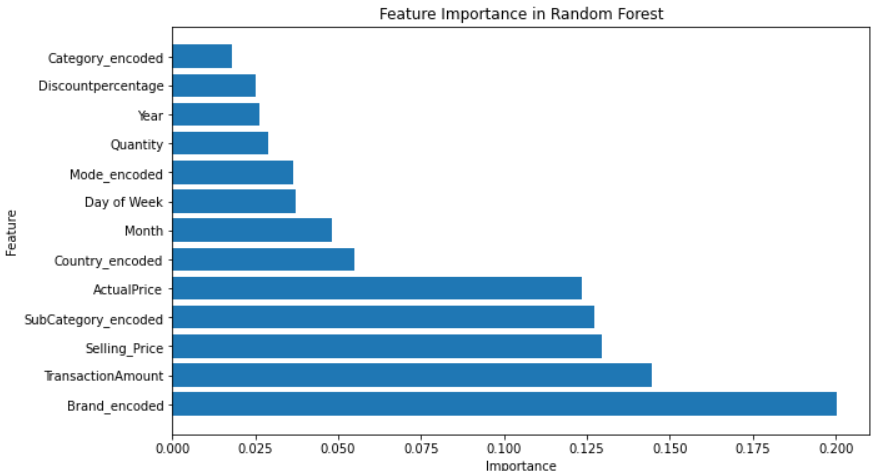 Feature Importance in Random Forest
Category_encoded
Discountpercentage
Year
Quantity
Mode_encoded
Day of Week
Month
Country_encoded
ActualPrice
SubCategory_encoded
Selling_Price
TransactionAmount
Brand_encoded
Feature
0.000 0.025 0.050 0.075 0.100 0.125 0.150 0.175 0.200
Importance